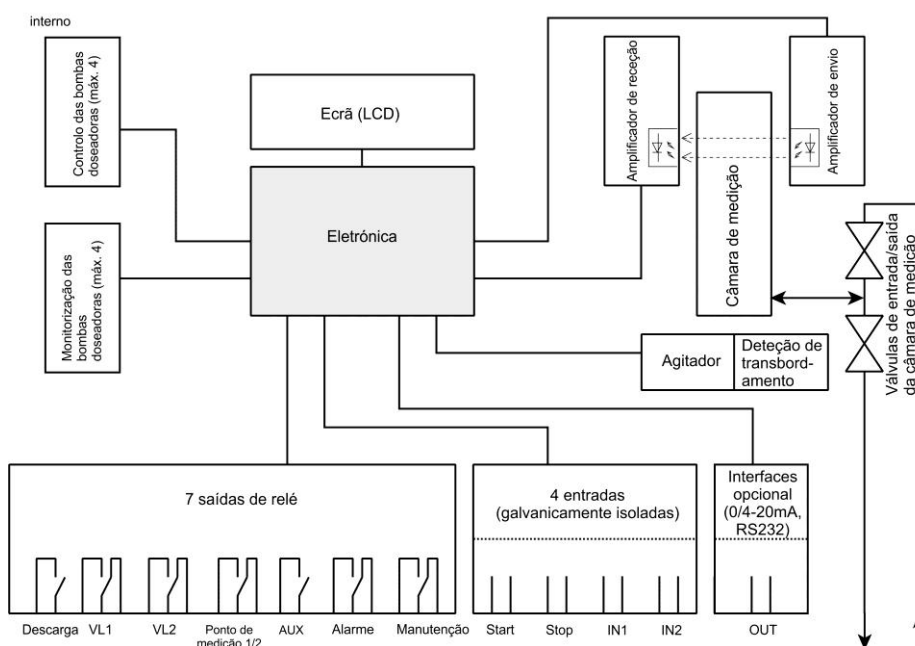 interno
Controlo das bombas
doseadoras (máx. 4)
Ecrã (LCD)
Amplificador de receção
Câmara de medição
Amplificador de envio
Eletrónica
Monitorização das
bombas
doseadoras (máx. 4)
Válvulas de entrada/saída
da câmara de medição
Agitador
Deteção de
transbord-
amento
7 saídas de relé
4 entradas
(galvanicamente isoladas)
Interfaces
opcional
(0/4-20mA,
RS232)
Descarga
VL1
VL2
Ponto de
medição 1/2
AUX
Alarme
Manutenção
Start
Stop
IN1
IN2
OUT